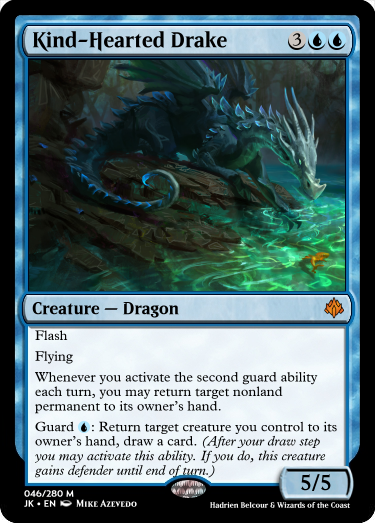 Kind-Hearted Drake 3
Creature — Dragon
Flash
Flying
Whenever you activate the second guard ability
each turn, you may return target nonland
permanent to its owner's hand.
Guard : Return target creature you control to its
owner's hand, draw a card. (After your draw step
you may activate this ability. If you do, this creature
gains defender until end of turn.)
5/5
046/280 M
JK • EN Mike Azevedo
Hadrien Belcour & Wizards of the Coast